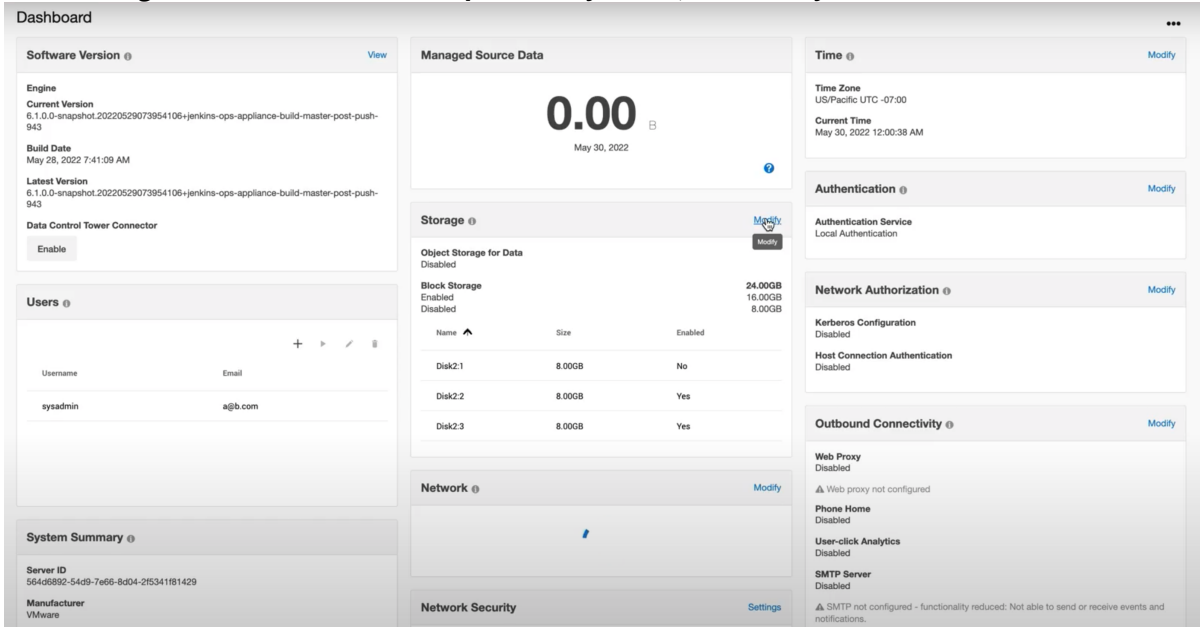 Dashboard
Software Version
View
Engine
Current Version
6.1.0.0-snapshot.20220529073954106+jenkins-ops-appliance-build-master-post-push-
943
Build Date
May 28, 2022 7:41:09 AM
Latest Version
6.1.0.0-snapshot.20220529073954106+jenkins-ops-appliance-build-master-post-push-
943
Data Control Tower Connector
Enable
Users
Username Email
sysadmin a@b.com
System Summary
Server ID
564d6892-54d9-7e66-8d04-2f5341f81429
Manufacturer
VMware
Managed Source Data
0.00 B
May 30, 2022
Storage
Modify
Modify
Object Storage for Data
Disabled
Block Storage 24.00GB
Enabled 16.00GB
Disabled 8.00GB
Name Size Enabled
Disk2:1 8.00GB No
Disk2:2 8.00GB Yes
Disk2:3 8.00GB Yes
Network
Modify
Network Security
Settings
Time
Modify
Time Zone
US/Pacific UTC -07:00
Current Time
May 30, 2022 12:00:38 AM
Authentication
Modify
Authentication Service
Local Authentication
Network Authorization
Modify
Kerberos Configuration
Disabled
Host Connection Authentication
Disabled
Outbound Connectivity
Modify
Web Proxy
Disabled
Web proxy not configured
Phone Home
Disabled
User-click Analytics
Disabled
SMTP Server
Disabled
SMTP not configured - functionality reduced: Not able to send or receive events and
notifications.